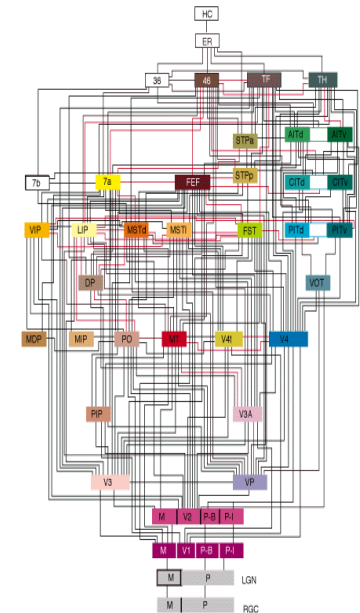 HC
ER
36 46 TF TH
STPa AITd AITv
7b 7a FEF STPp CITd CITv
VIP LIP MSTd MSTl FST PITd PITv
DP VOT
MDP MIP PO MT V4t V4
PIP V3A
V3 VP
M V2 P-B P-I
M V1 P-B P-I
M P LGN
M P RGC